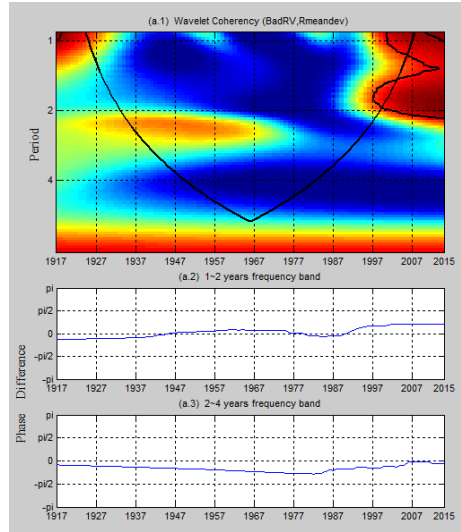 (a.1) Wavelet Coherency (BadRV,Rmeandev)
1
2
4
Period
1917 1927 1937 1947 1957 1967 1977 1987 1997 2007 2015
(a.2) 1~2 years frequency band
pi
pi/2
0
-pi/2
-pi
1917 1927 1937 1947 1957 1967 1977 1987 1997 2007 2015
Phase Difference
(a.3) 2~4 years frequency band
pi
pi/2
0
-pi/2
-pi
1917 1927 1937 1947 1957 1967 1977 1987 1997 2007 2015